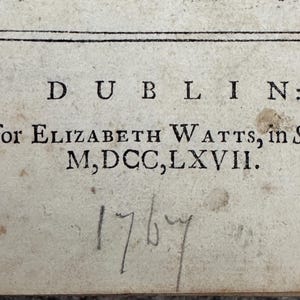 DUBLIN:
for ELIZABETH WATTS, in S
M,DCC,LXVII.
1767